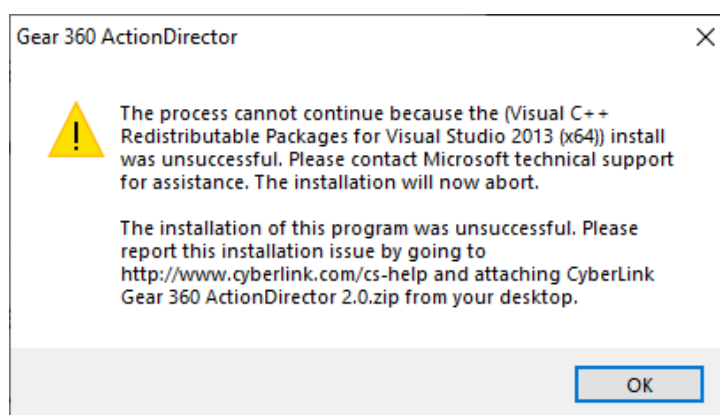 Gear 360 ActionDirector
The process cannot continue because the (Visual C++
Redistributable Packages for Visual Studio 2013 (x64)) install
was unsuccessful. Please contact Microsoft technical support
for assistance. The installation will now abort.
The installation of this program was unsuccessful. Please
report this installation issue by going to
http://www.cyberlink.com/cs-help and attaching CyberLink
Gear 360 ActionDirector 2.0.zip from your desktop.
OK